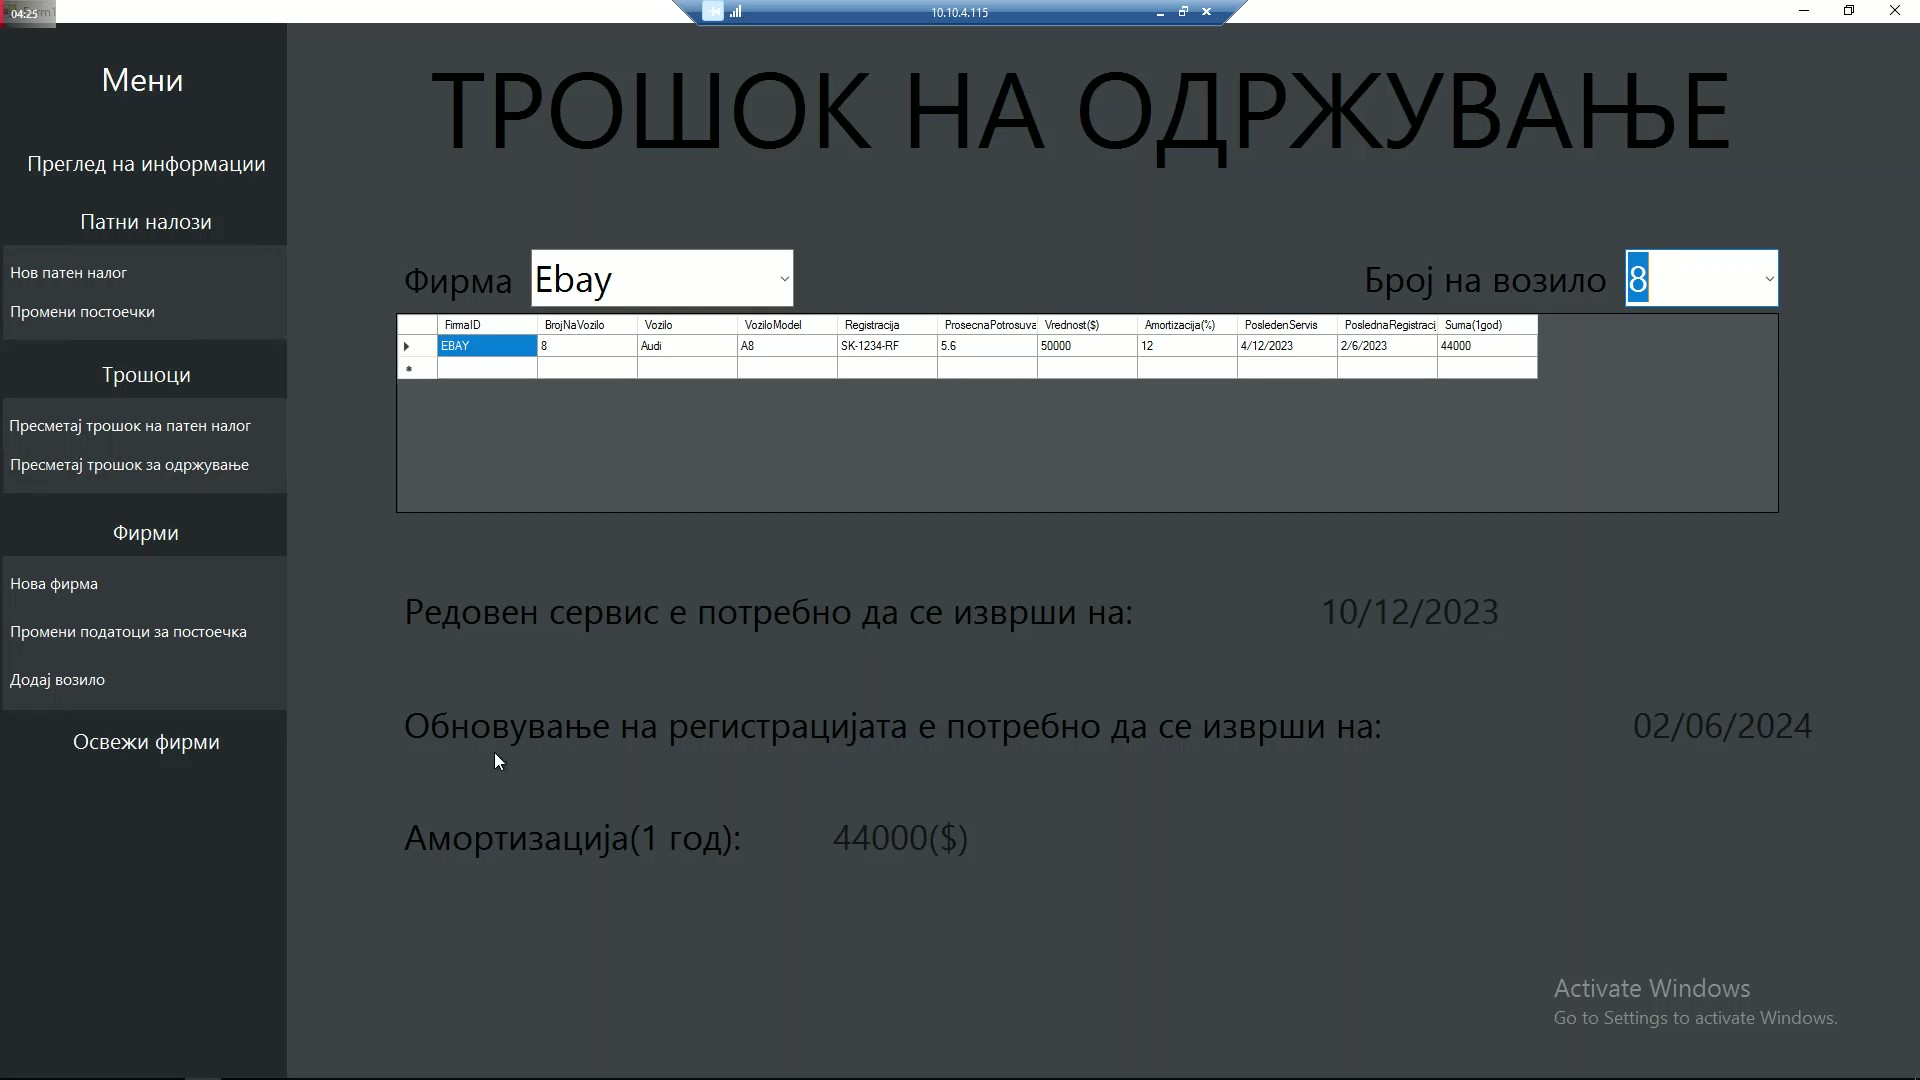 04:25
10.10.4.115
Мени
Преглед на информации
Патни налози
Нов патен налог
Промени постоечки
Трошоци
Пресметај трошок на патен налог
Пресметај трошок за одржување
Фирми
Нова фирма
Промени податоци за постоечка
Додај возило
Освежи фирми
ТРОШОК НА ОДРЖУВАЊЕ
Фирма Ebay Број на возило 8
FirmaID BrojNaVozilo Vozilo VoziloModel Registracija ProsecnaPotrosuva Vrednost($) Amortizacija(%) PosledenServis PoslednaRegistracij Suma(1god)
EBAY 8 Audi A8 SK-1234-RF 5.6 50000 12 4/12/2023 2/6/2023 44000
Редовен сервис е потребно да се изврши на: 10/12/2023
Обновување на регистрацијата е потребно да се изврши на: 02/06/2024
Амортизација(1 год): 44000($)
Activate Windows
Go to Settings to activate Windows.